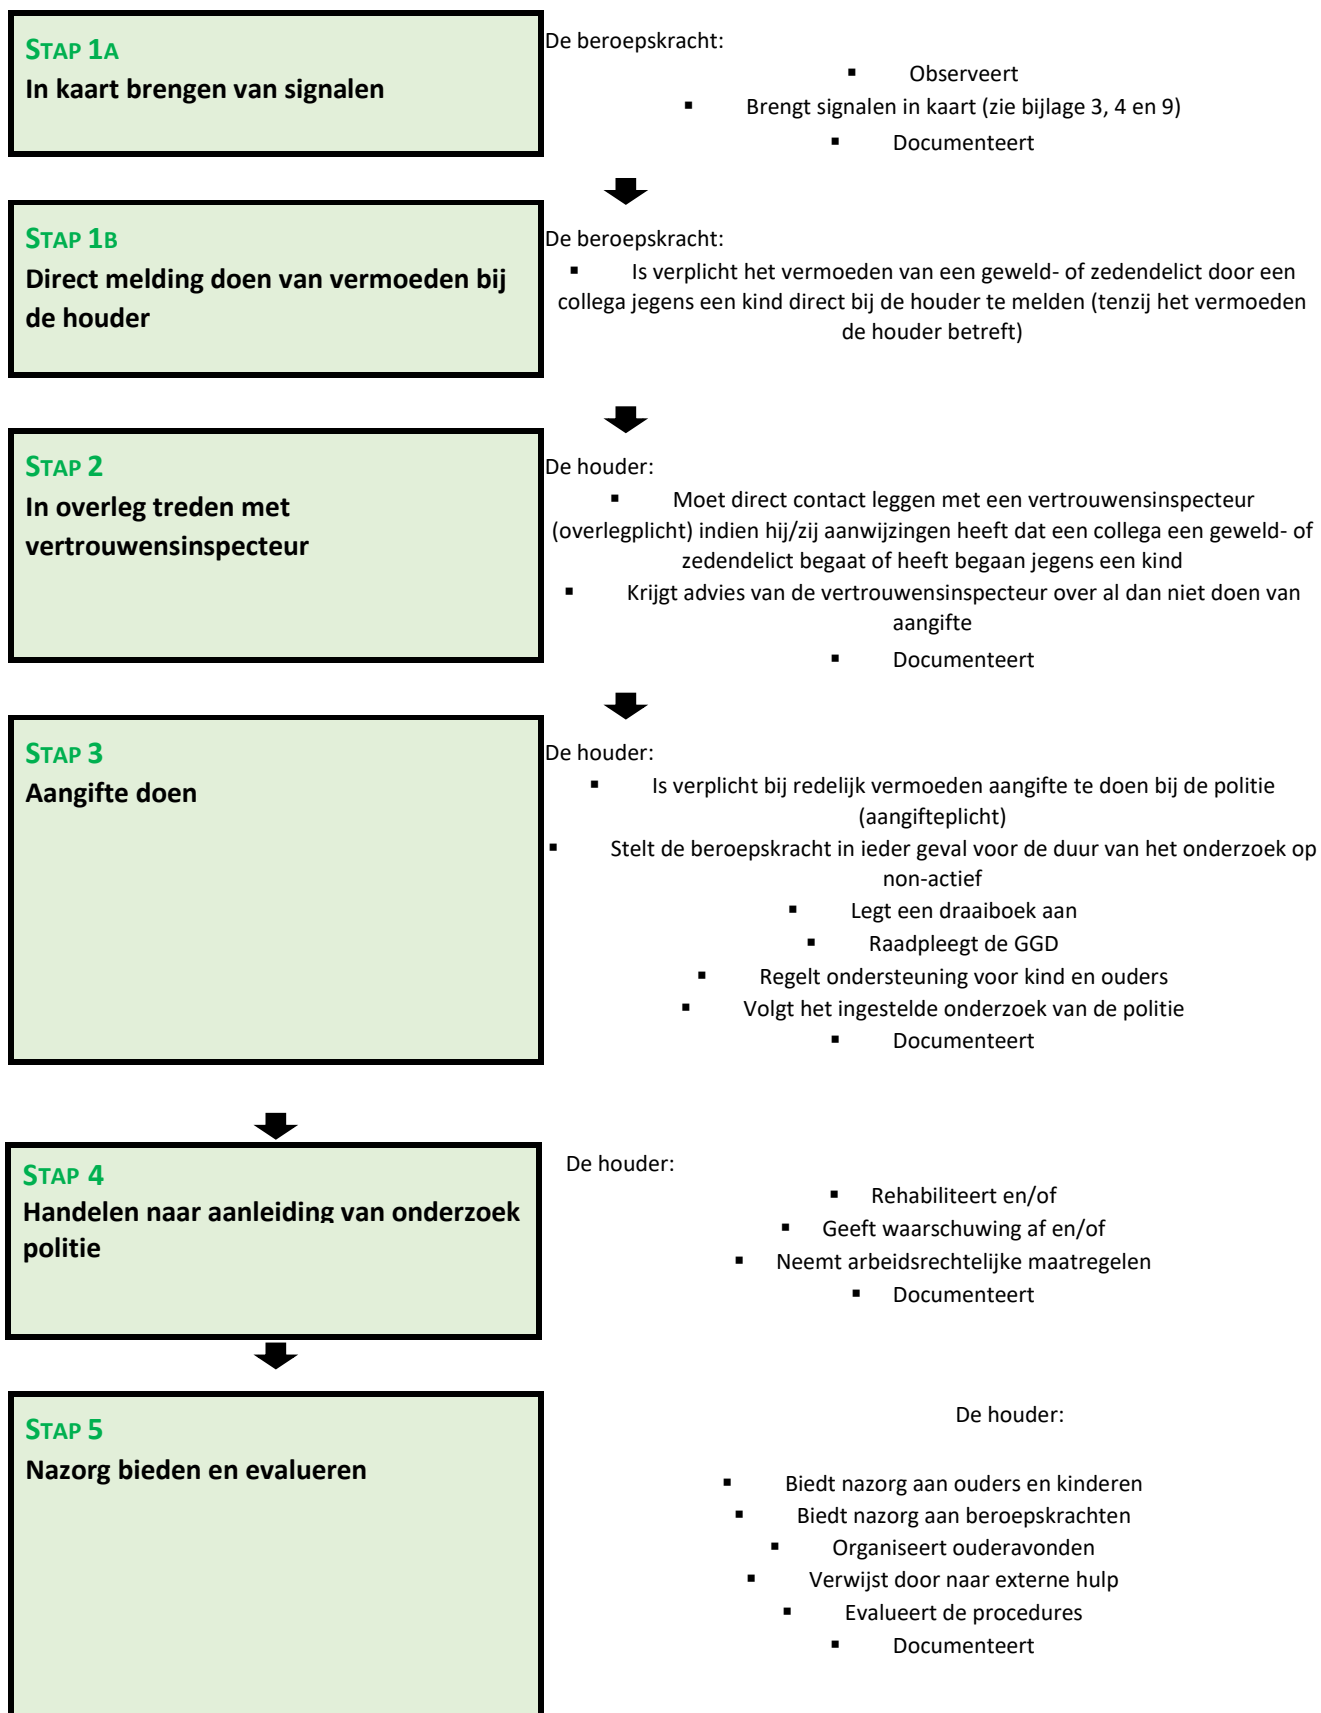 STAP 1A
In kaart brengen van signalen
De beroepskracht:
▪ Observeert
▪ Brengt signalen in kaart (zie bijlage 3, 4 en 9)
▪ Documenteert
STAP 1B
Direct melding doen van vermoeden bij
de houder
De beroepskracht:
▪ Is verplicht het vermoeden van een geweld- of zedendelict door een
collega jegens een kind direct bij de houder te melden (tenzij het vermoeden
de houder betreft)
STAP 2
In overleg treden met
vertrouwensinspecteur
De houder:
▪ Moet direct contact leggen met een vertrouwensinspecteur
(overlegplicht) indien hij/zij aanwijzingen heeft dat een collega een geweld- of
zedendelict begaat of heeft begaan jegens een kind
▪ Krijgt advies van de vertrouwensinspecteur over al dan niet doen van
aangifte
▪ Documenteert
STAP 3
Aangifte doen
De houder:
▪ Is verplicht bij redelijk vermoeden aangifte te doen bij de politie
(aangifteplicht)
▪ Stelt de beroepskracht in ieder geval voor de duur van het onderzoek op
non-actief
▪ Legt een draaiboek aan
▪ Raadpleegt de GGD
▪ Regelt ondersteuning voor kind en ouders
▪ Volgt het ingestelde onderzoek van de politie
▪ Documenteert
STAP 4
Handelen naar aanleiding van onderzoek
politie
De houder:
▪ Rehabiliteert en/of
▪ Geeft waarschuwing af en/of
▪ Neemt arbeidsrechtelijke maatregelen
▪ Documenteert
STAP 5
Nazorg bieden en evalueren
De houder:
▪ Biedt nazorg aan ouders en kinderen
▪ Biedt nazorg aan beroepskrachten
▪ Organiseert ouderavonden
▪ Verwijst door naar externe hulp
▪ Evalueert de procedures
▪ Documenteert